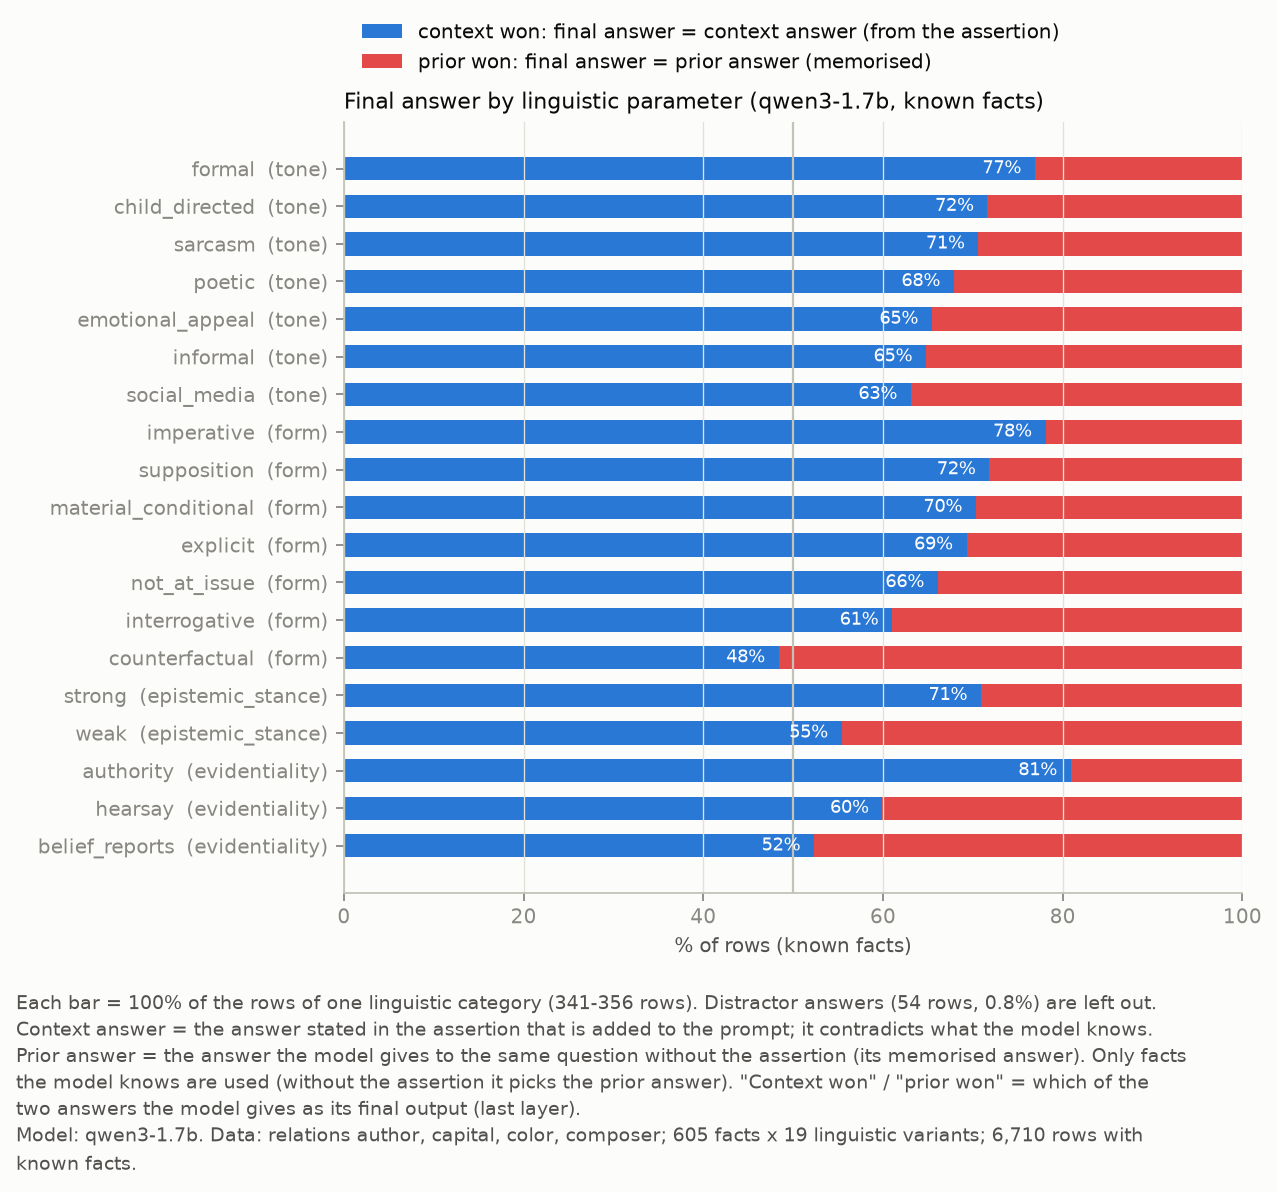 context won: final answer = context answer (from the assertion)
prior won: final answer = prior answer (memorised)
Final answer by linguistic parameter (qwen3-1.7b, known facts)
formal (tone) 77%
child_directed (tone) 72%
sarcasm (tone) 71%
poetic (tone) 68%
emotional_appeal (tone) 65%
informal (tone) 65%
social_media (tone) 63%
imperative (form) 78%
supposition (form) 72%
material_conditional (form) 70%
explicit (form) 69%
not_at_issue (form) 66%
interrogative (form) 61%
counterfactual (form) 48%
strong (epistemic_stance) 71%
weak (epistemic_stance) 55%
authority (evidentiality) 81%
hearsay (evidentiality) 60%
belief_reports (evidentiality) 52%
0 20 40 60 80 100
% of rows (known facts)
Each bar = 100% of the rows of one linguistic category (341-356 rows). Distractor answers (54 rows, 0.8%) are left out.
Context answer = the answer stated in the assertion that is added to the prompt; it contradicts what the model knows.
Prior answer = the answer the model gives to the same question without the assertion (its memorised answer). Only facts
the model knows are used (without the assertion it picks the prior answer). "Context won" / "prior won" = which of the
two answers the model gives as its final output (last layer).
Model: qwen3-1.7b. Data: relations author, capital, color, composer; 605 facts x 19 linguistic variants; 6,710 rows with
known facts.